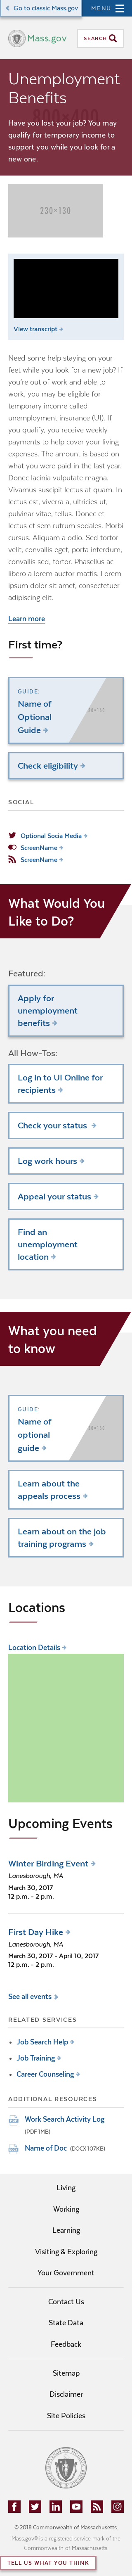 Go to classic Mass.gov
MENU
Mass.gov
SEARCH
Unemployment
Benefits
800×400
Have you lost your job? You may
qualify for temporary income to
support you while you look for a
new one.
230×130
View transcript
Need some help staying on your
feet while you look for a new job? If
you're out of work and able to
work, you may be eligible for
temporary income called
unemployment insurance (UI). If
you qualify, you receive weekly
payments to help cover your living
expenses. The amount is based on
what you were paid in the last year.
Donec lacinia vulputate magna.
Vivamus suscipit lectus at quam. In
lectus est, viverra a, ultricies ut,
pulvinar vitae, tellus. Donec et
lectus et sem rutrum sodales. Morbi
cursus. Aliquam a odio. Sed tortor
velit, convallis eget, porta interdum,
convallis sed, tortor. Phasellus ac
libero a lorem auctor mattis. Lorem
ipsum dolor sit amet, consectetuer
adipiscing elit.
Learn more
First time?
GUIDE:
Name of
Optional
Guide
Check eligibility
SOCIAL
Optional Socia Media
ScreenName
ScreenName
What Would You
Like to Do?
Featured:
Apply for
unemployment
benefits
All How-Tos:
Log in to UI Online for
recipients
Check your status
Log work hours
Appeal your status
Find an
unemployment
location
What you need
to know
GUIDE:
Name of
optional
guide
Learn about the
appeals process
Learn about on the job
training programs
Locations
Location Details
Upcoming Events
Winter Birding Event
Lanesborough, MA
March 30, 2017
12 p.m. - 2 p.m.
First Day Hike
Lanesborough, MA
March 30, 2017 - April 10, 2017
12 p.m. - 2 p.m.
See all events
RELATED SERVICES
Job Search Help
Job Training
Career Counseling
ADDITIONAL RESOURCES
Work Search Activity Log
(PDF 1MB)
Name of Doc (DOCX 107KB)
Living
Working
Learning
Visiting & Exploring
Your Government
Contact Us
State Data
Feedback
Sitemap
Disclaimer
Site Policies
© 2018 Commonwealth of Massachusetts
Mass.gov® is a registered service mark of the
Commonwealth of Massachusetts.
TELL US WHAT YOU THINK